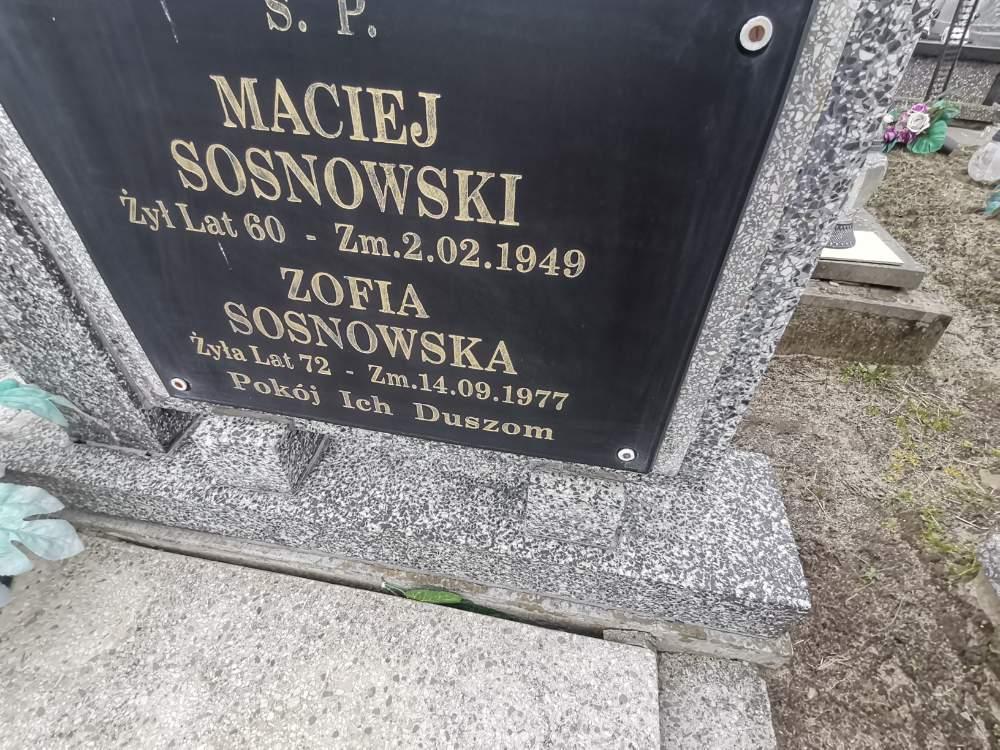 Ś. P.
MACIEJ
SOSNOWSKI
Żył Lat 60 - Zm.2.02.1949
ZOFIA
SOSNOWSKA
Żyła Lat 72 - Zm.14.09.1977
Pokój Ich Duszom